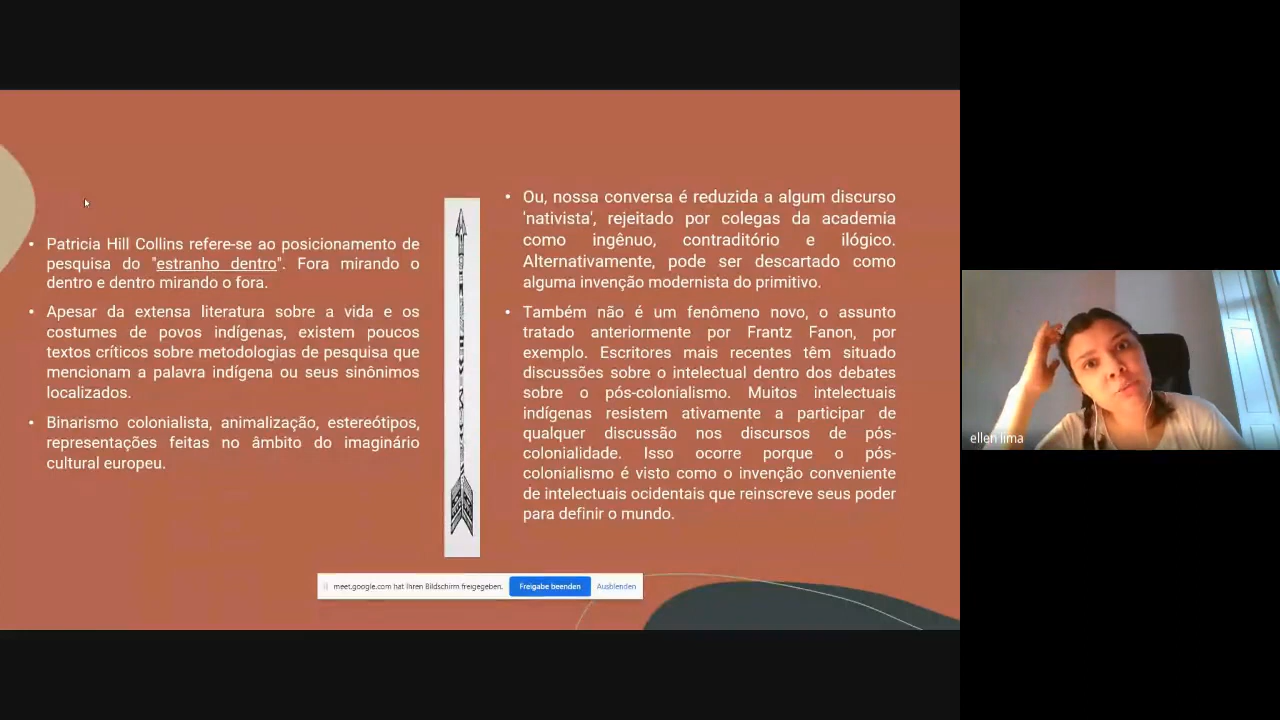 • Patricia Hill Collins refere-se ao posicionamento de
pesquisa do "estranho dentro". Fora mirando o
dentro e dentro mirando o fora.
• Apesar da extensa literatura sobre a vida e os
costumes de povos indígenas, existem poucos
textos críticos sobre metodologias de pesquisa que
mencionam a palavra indígena ou seus sinônimos
localizados.
• Binarismo colonialista, animalização, estereótipos,
representações feitas no âmbito do imaginário
cultural europeu.
• Ou, nossa conversa é reduzida a algum discurso
'nativista', rejeitado por colegas da academia
como ingênuo, contraditório e ilógico.
Alternativamente, pode ser descartado como
alguma invenção modernista do primitivo.
• Também não é um fenômeno novo, o assunto
tratado anteriormente por Frantz Fanon, por
exemplo. Escritores mais recentes têm situado
discussões sobre o intelectual dentro dos debates
sobre o pós-colonialismo. Muitos intelectuais
indígenas resistem ativamente a participar de
qualquer discussão nos discursos de pós-
colonialidade. Isso ocorre porque o pós-
colonialismo é visto como o invenção conveniente
de intelectuais ocidentais que reinscreve seus poder
para definir o mundo.
meet.google.com hat Ihren Bildschirm freigegeben.
Freigabe beenden
Ausblenden
ellen lima